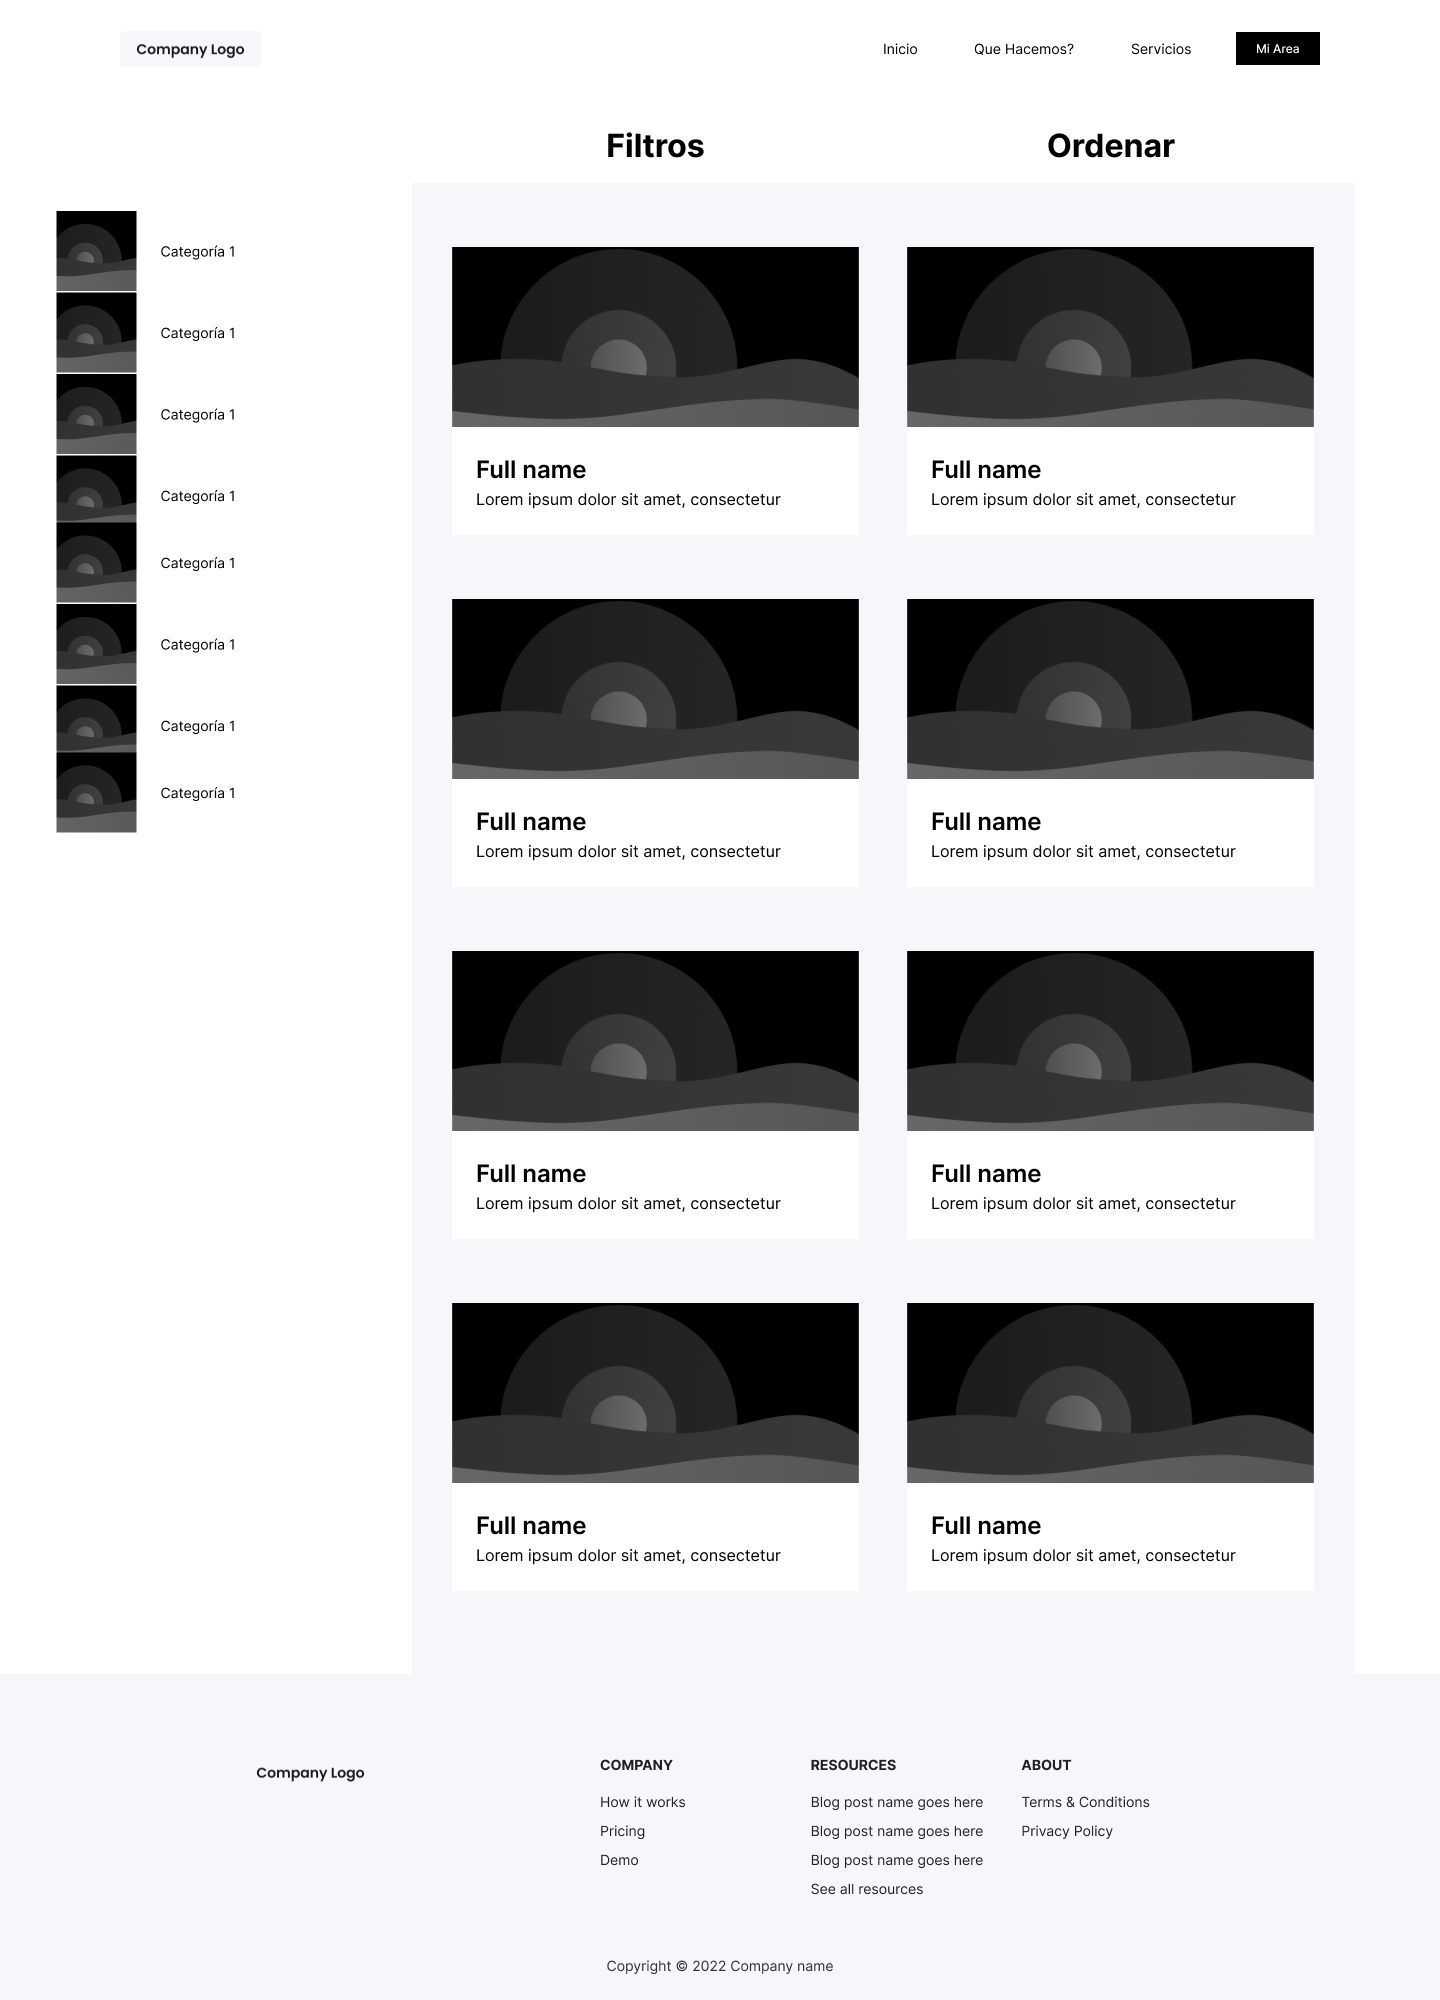 Company Logo
Inicio
Que Hacemos?
Servicios
Mi Area
Filtros
Ordenar
Categoría 1
Categoría 1
Categoría 1
Categoría 1
Categoría 1
Categoría 1
Categoría 1
Categoría 1
Full name
Lorem ipsum dolor sit amet, consectetur
Full name
Lorem ipsum dolor sit amet, consectetur
Full name
Lorem ipsum dolor sit amet, consectetur
Full name
Lorem ipsum dolor sit amet, consectetur
Full name
Lorem ipsum dolor sit amet, consectetur
Full name
Lorem ipsum dolor sit amet, consectetur
Full name
Lorem ipsum dolor sit amet, consectetur
Full name
Lorem ipsum dolor sit amet, consectetur
Company Logo
COMPANY
How it works
Pricing
Demo
RESOURCES
Blog post name goes here
Blog post name goes here
Blog post name goes here
See all resources
ABOUT
Terms & Conditions
Privacy Policy
Copyright © 2022 Company name